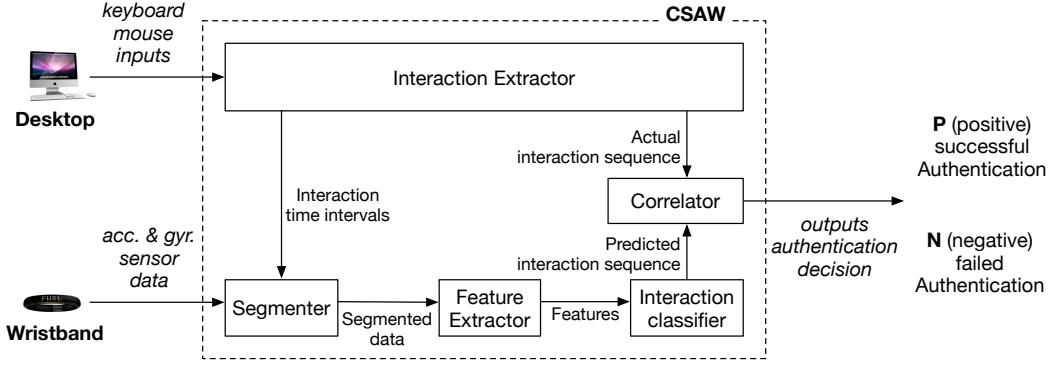 CSAW
keyboard
mouse
inputs
Desktop
Interaction Extractor
Actual
interaction sequence
Interaction
time intervals
Correlator
P (positive)
successful
Authentication
outputs
authentication
decision
N (negative)
failed
Authentication
acc. & gyr.
sensor
data
FUEL
Wristband
Segmenter
Segmented
data
Feature
Extractor
Features
Predicted
interaction sequence
Interaction
classifier